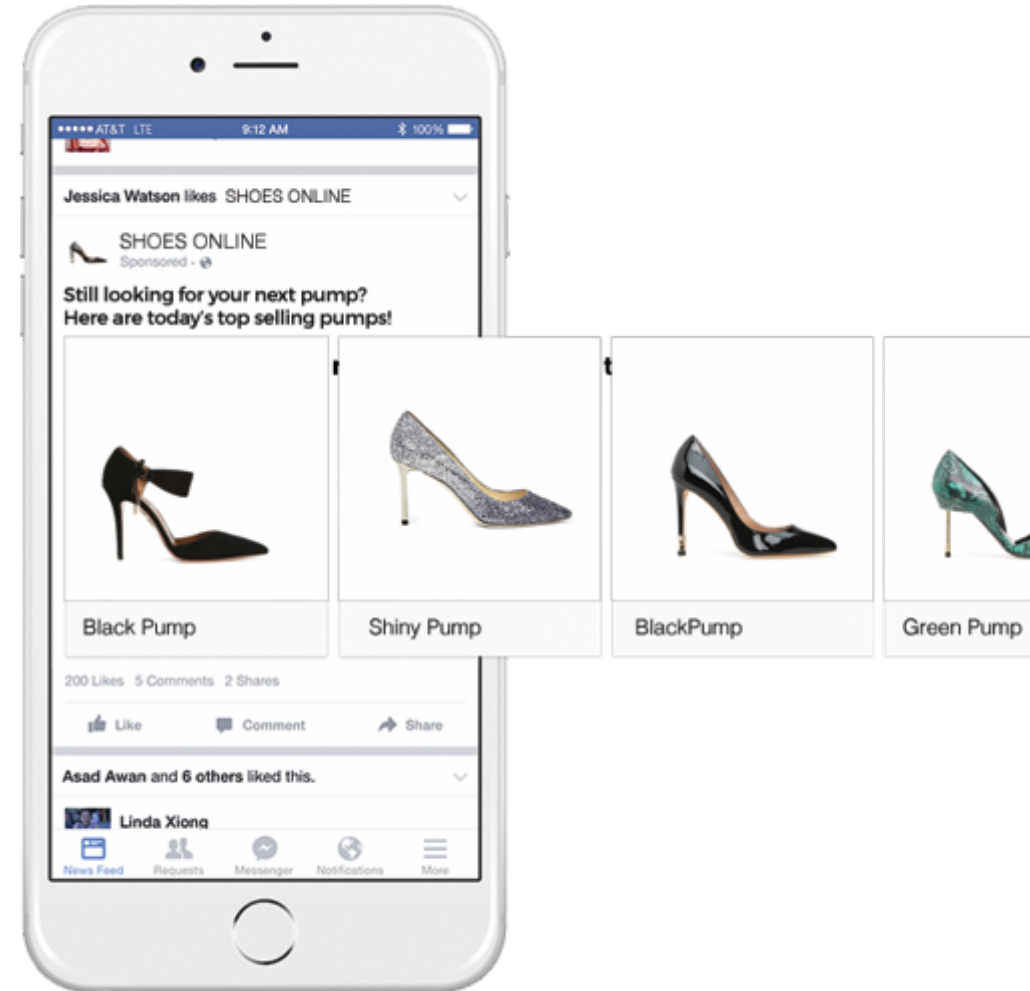 AT&T LTE 9:12 AM 100%
Jessica Watson likes SHOES ONLINE
SHOES ONLINE
Sponsored
Still looking for your next pump?
Here are today's top selling pumps!
Black Pump
Shiny Pump
BlackPump
Green Pump
200 Likes 5 Comments 2 Shares
Like Comment Share
Asad Awan and 6 others liked this.
Linda Xiong
News Feed Requests Messenger Notifications More